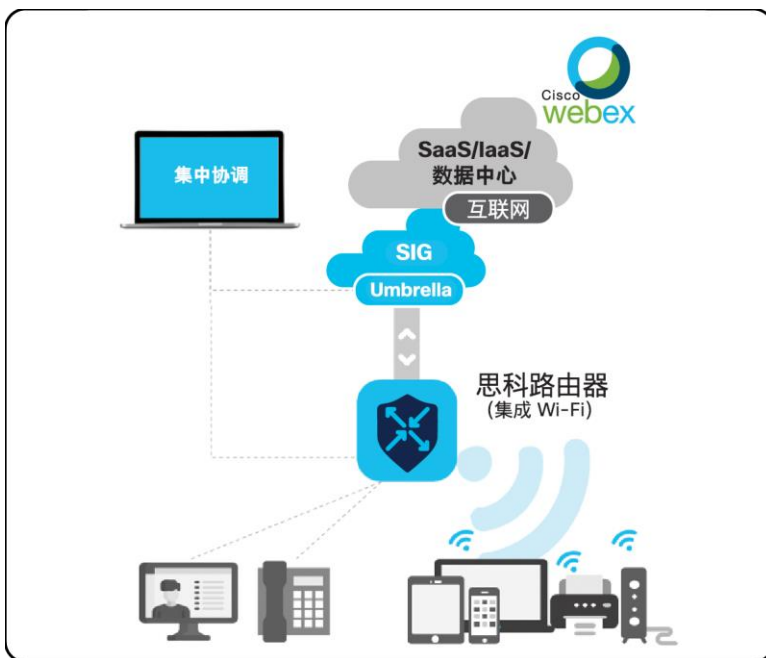 Cisco
webex
集中协调
SaaS/IaaS/
数据中心
互联网
SIG
Umbrella
思科路由器
(集成 Wi-Fi)